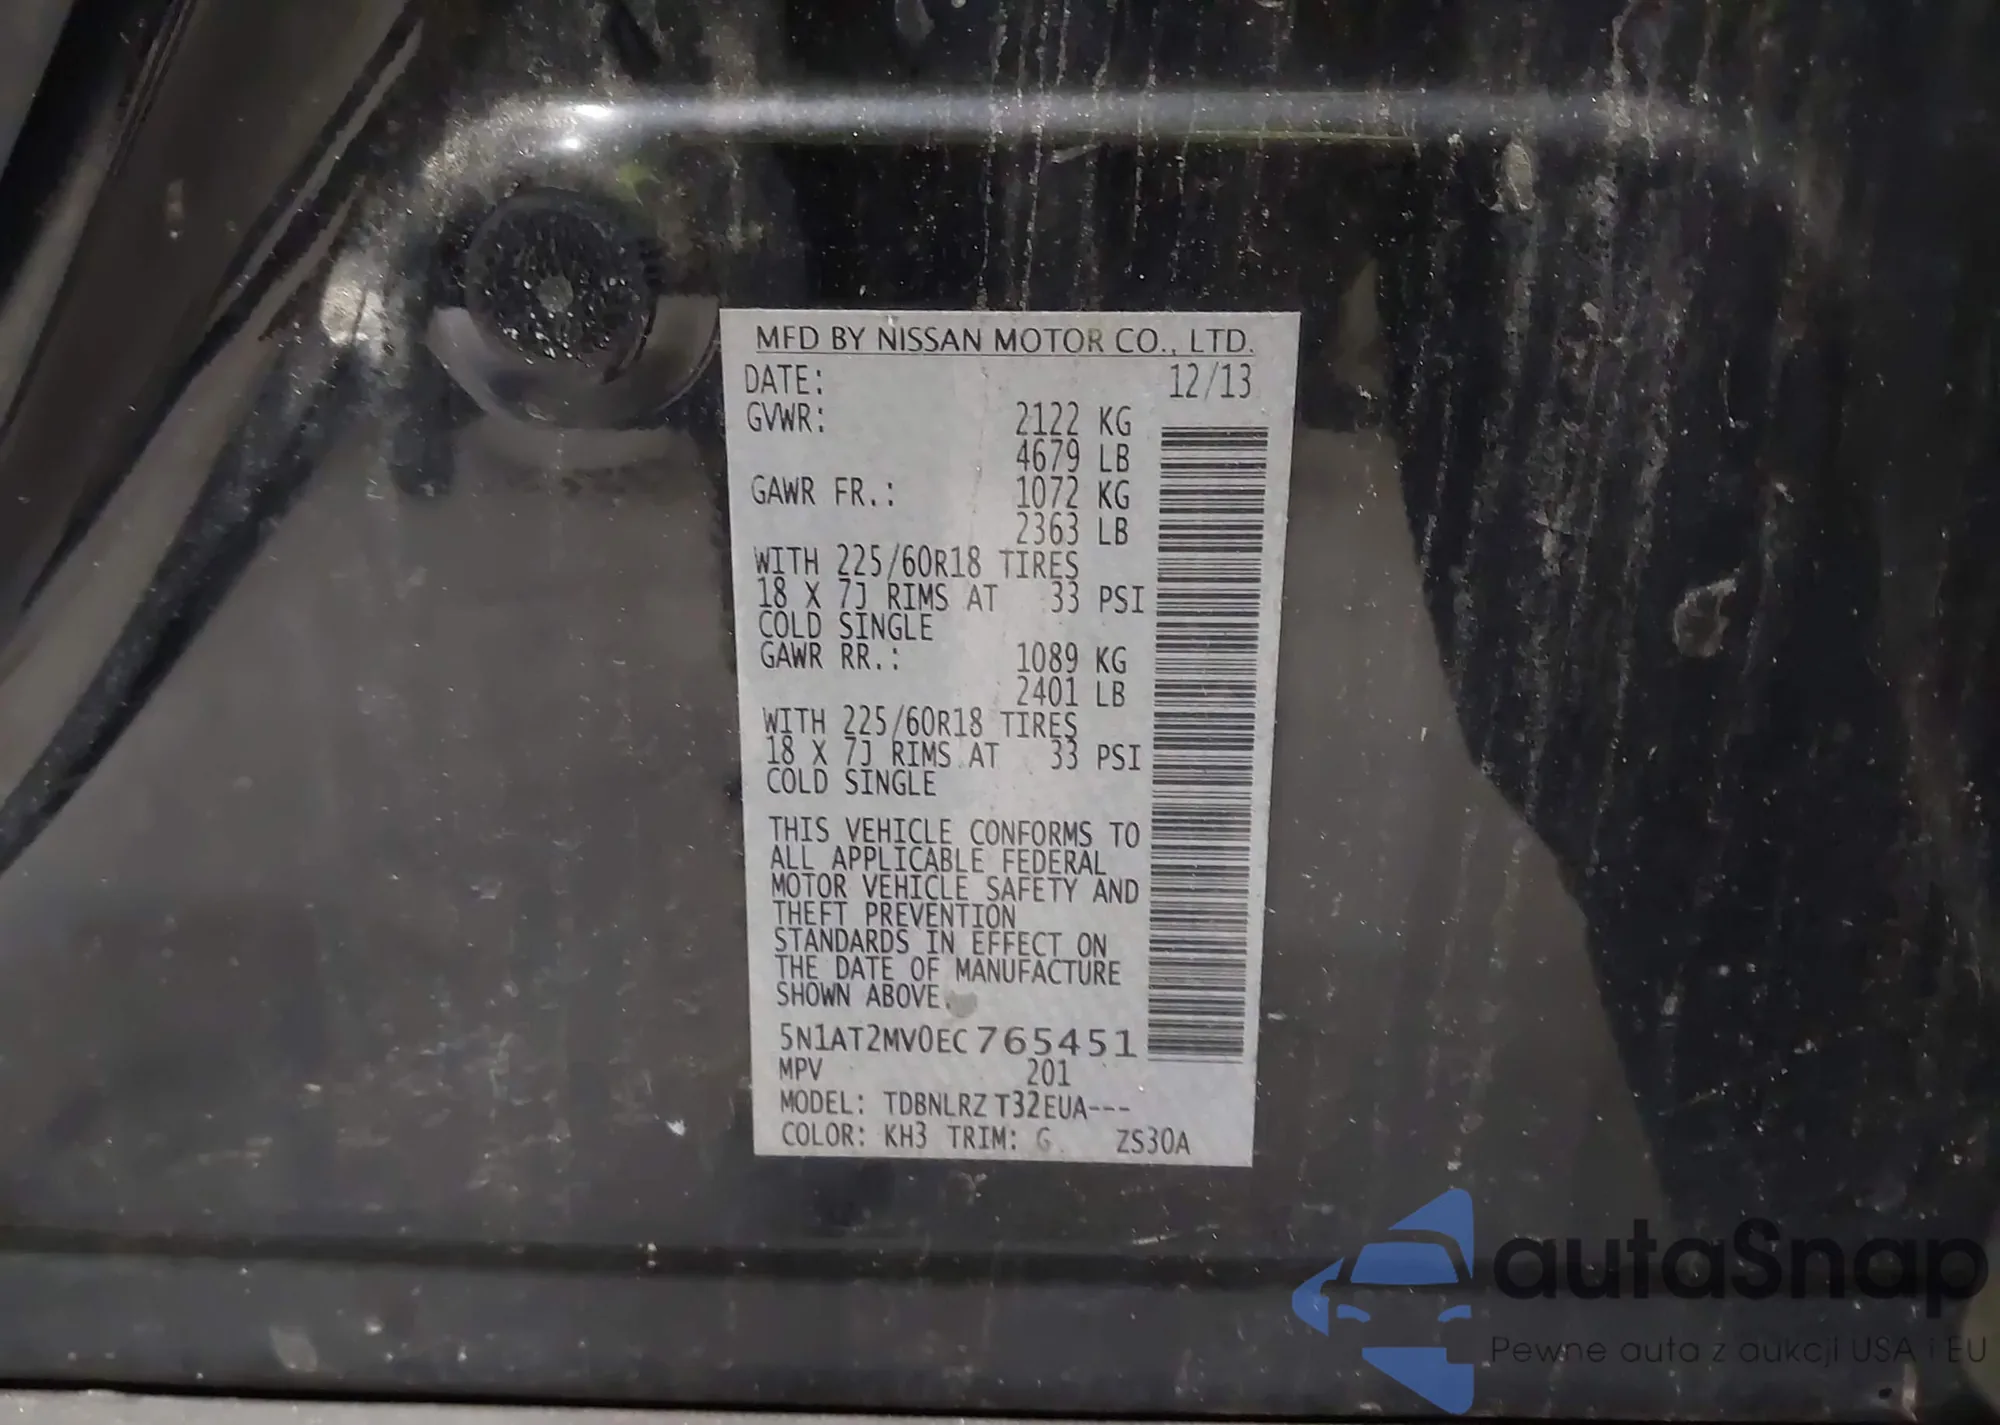 MFD BY NISSAN MOTOR CO., LTD.
DATE: 12/13
GVWR: 2122 KG
4679 LB
GAWR FR.: 1072 KG
2363 LB
WITH 225/60R18 TIRES
18 X 7J RIMS AT 33 PSI
COLD SINGLE
GAWR RR.: 1089 KG
2401 LB
WITH 225/60R18 TIRES
18 X 7J RIMS AT 33 PSI
COLD SINGLE
THIS VEHICLE CONFORMS TO
ALL APPLICABLE FEDERAL
MOTOR VEHICLE SAFETY AND
THEFT PREVENTION
STANDARDS IN EFFECT ON
THE DATE OF MANUFACTURE
SHOWN ABOVE.
5N1AT2MV0EC765451
MPV 201
MODEL: TDBNLRZ T32EUA---
COLOR: KH3 TRIM: G ZS30A
autaSnap
Pewne auta z aukcji USA i EU